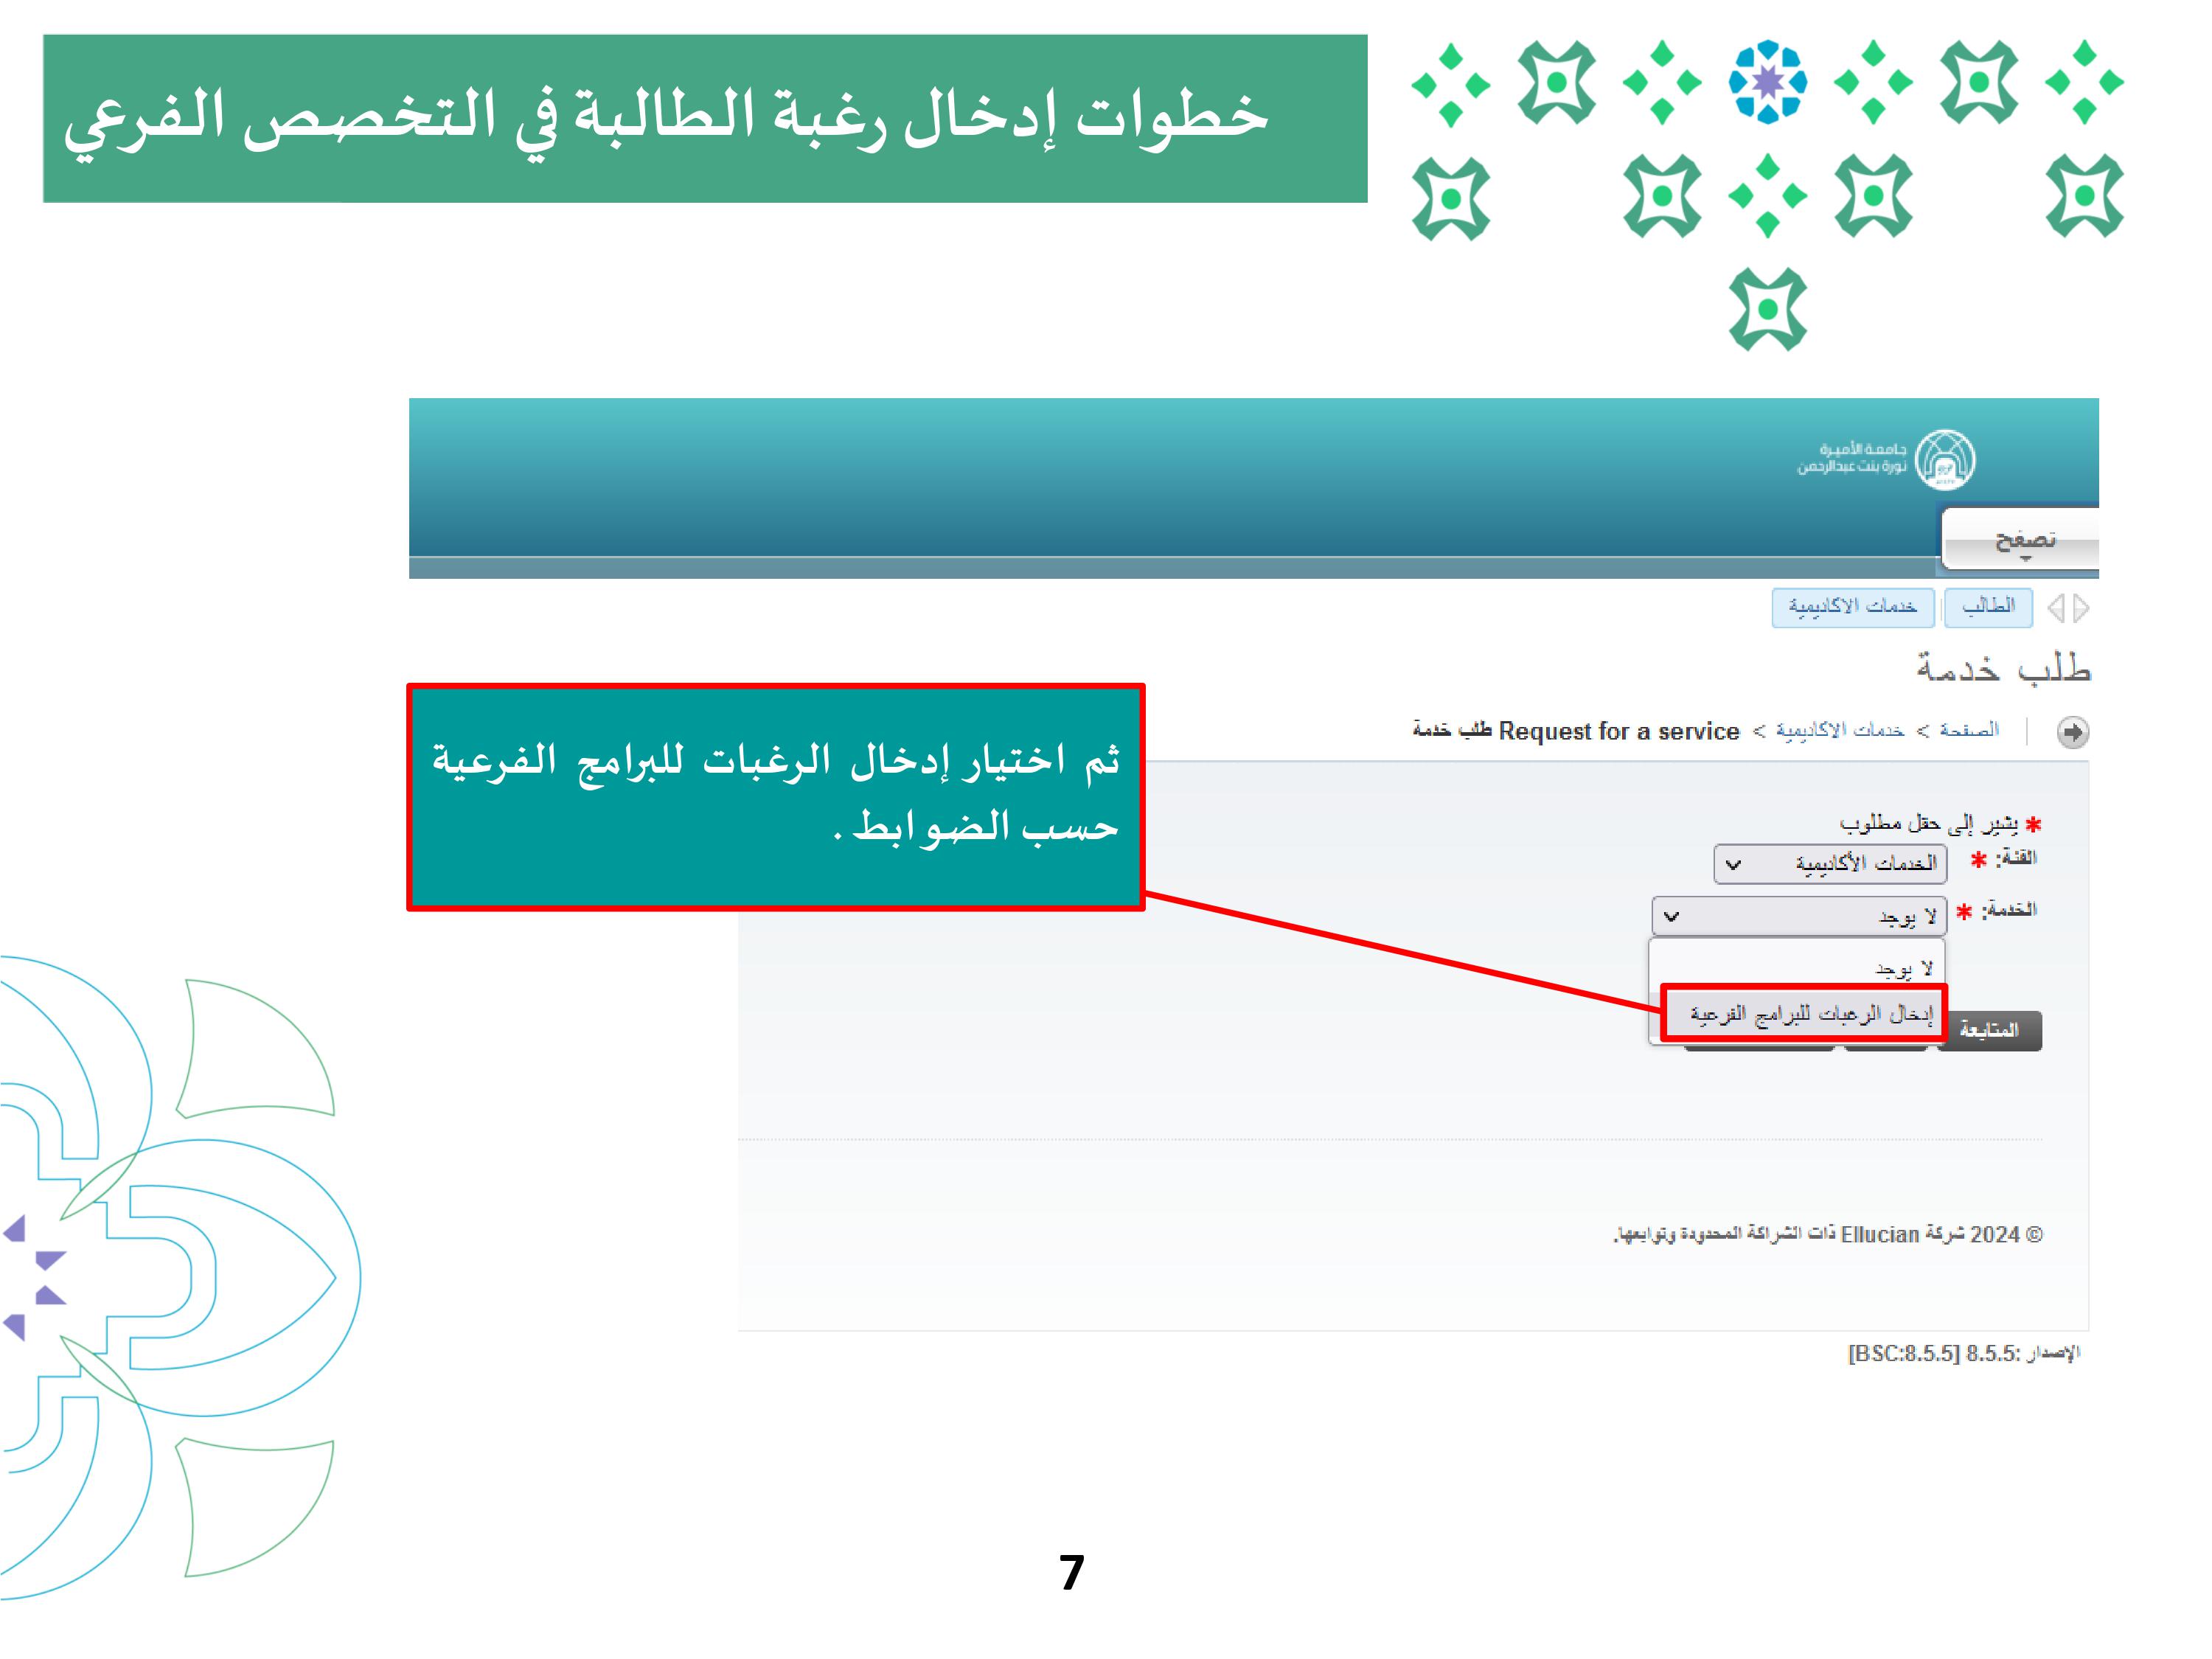 خطوات إدخال رغبة الطالبة في التخصص الفرعي
جامعة الأميرة
نورة بنت عبدالرحمن
تصفح
الطالب خدمات الاكاديمية
طلب خدمة
الصفحة > خدمات الاكاديمية > Request for a service طلب خدمة
ثم اختيار إدخال الرغبات للبرامج الفرعية
حسب الضوابط.
* يشير إلى حقل مطلوب
الفئة: * الخدمات الأكاديمية
الخدمة: * لا يوجد
لا يوجد
إدخال الرغبات للبرامج الفرعية
المتابعة
© 2024 شركة Ellucian ذات الشراكة المحدودة وتوابعها.
الإصدار :8.5.5 [BSC:8.5.5]
7